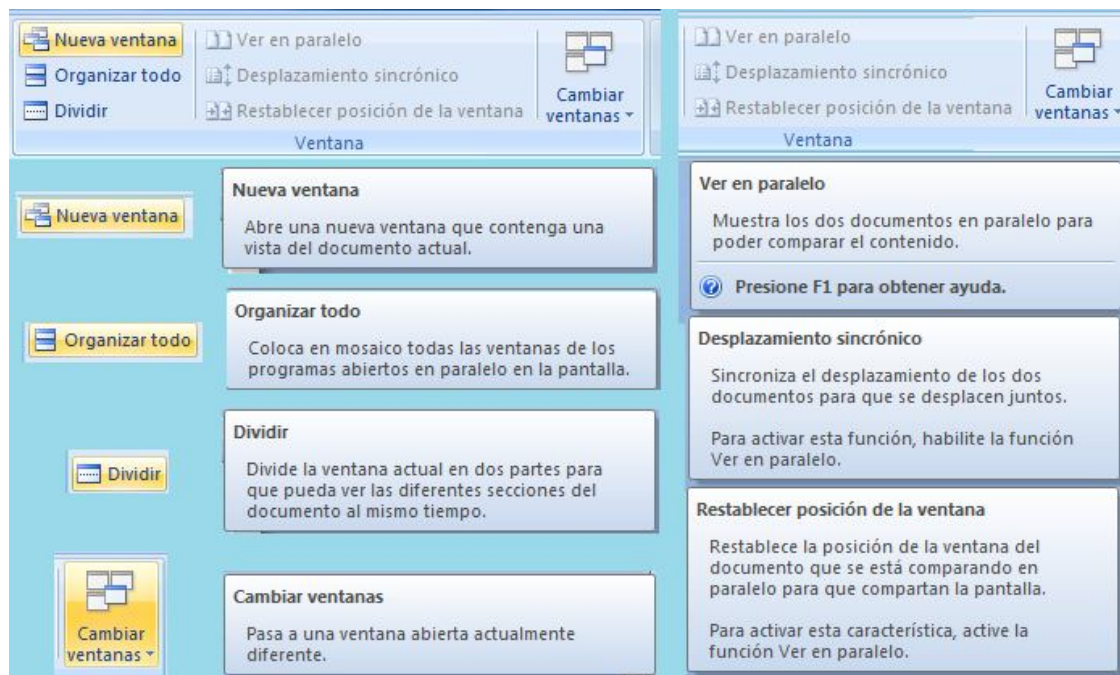 Nueva ventana
Organizar todo
Dividir
Ver en paralelo
Desplazamiento sincrónico
Restablecer posición de la ventana
Cambiar
ventanas
Ventana
Nueva ventana
Nueva ventana
Abre una nueva ventana que contenga una
vista del documento actual.
Organizar todo
Organizar todo
Coloca en mosaico todas las ventanas de los
programas abiertos en paralelo en la pantalla.
Dividir
Dividir
Divide la ventana actual en dos partes para
que pueda ver las diferentes secciones del
documento al mismo tiempo.
Cambiar
ventanas
Cambiar ventanas
Pasa a una ventana abierta actualmente
diferente.
Ver en paralelo
Desplazamiento sincrónico
Restablecer posición de la ventana
Cambiar
ventanas
Ventana
Ver en paralelo
Muestra los dos documentos en paralelo para
poder comparar el contenido.
Presione F1 para obtener ayuda.
Desplazamiento sincrónico
Sincroniza el desplazamiento de los dos
documentos para que se desplacen juntos.
Para activar esta función, habilite la función
Ver en paralelo.
Restablecer posición de la ventana
Restablece la posición de la ventana del
documento que se está comparando en
paralelo para que compartan la pantalla.
Para activar esta característica, active la
función Ver en paralelo.